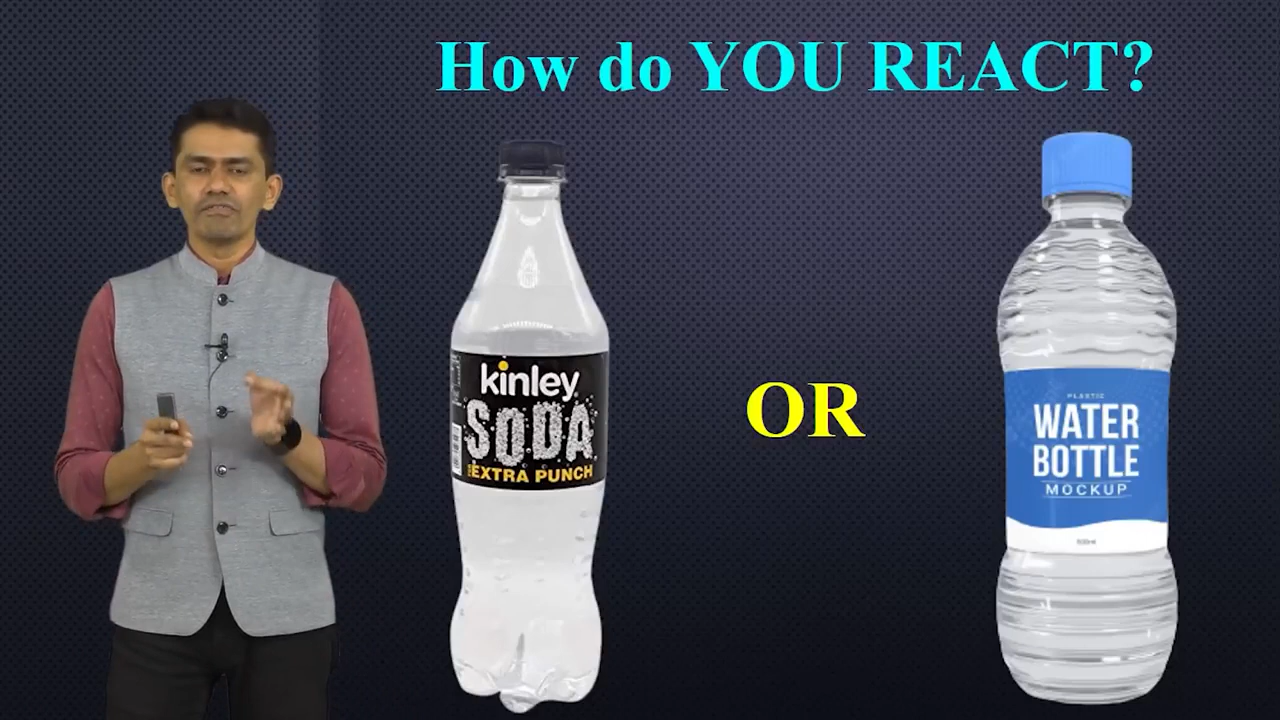 How do YOU REACT?
kinley
SODA
EXTRA PUNCH
OR
PLASTIC
WATER
BOTTLE
MOCKUP